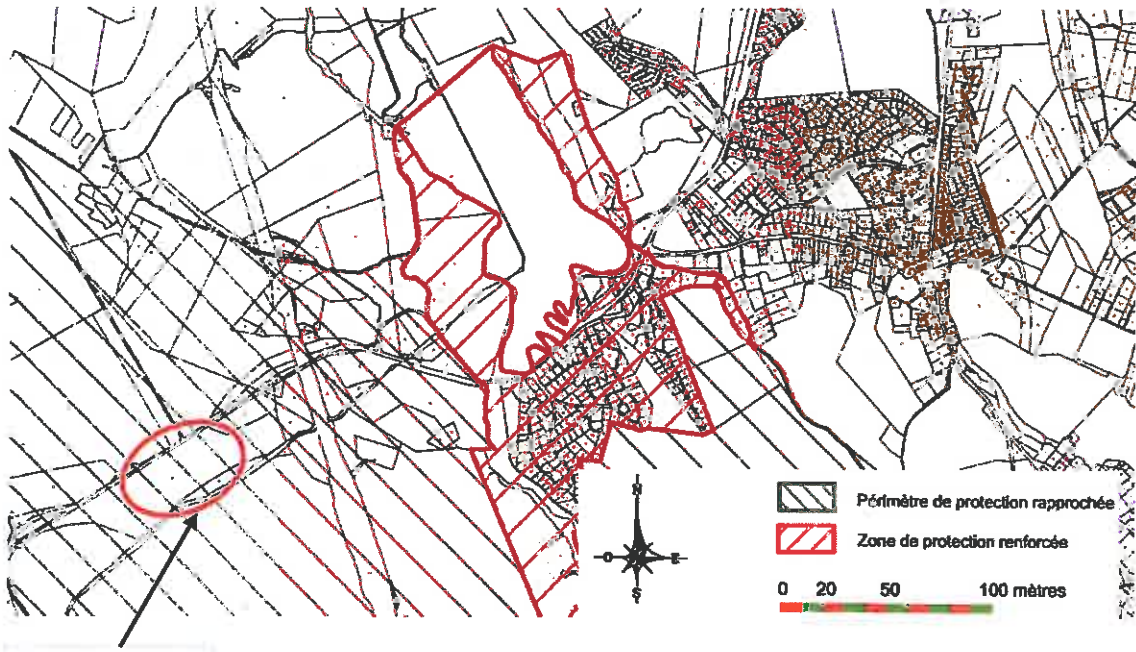 N
O E
S
Périmètre de protection rapprochée
Zone de protection renforcée
0 20 50 100 mètres